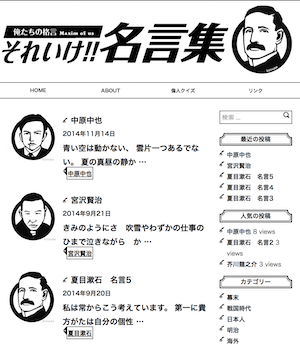 俺たちの格言 Maxim of us
それいけ!!名言集
HOME ABOUT 偉人クイズ リンク
中原中也
2014年11月14日
青い空は動かない、 雲片一つあるでな
い。 夏の真昼の静か …
中原中也
宮沢賢治
2014年9月21日
きみのようにさ 吹雪やわずかの仕事の
ひまで泣きながら か …
宮沢賢治
夏目漱石 名言5
2014年9月20日
私は常からこう考えています。 第一に貴
方がたは自分の個性 …
夏目漱石
検索 …
最近の投稿
中原中也
宮沢賢治
夏目漱石 名言5
夏目漱石 名言4
夏目漱石 名言3
人気の投稿
中原中也 8 views
夏目漱石 名言2 3
views
芥川龍之介 3 views
カテゴリー
幕末
戦国時代
日本人
明治
海外